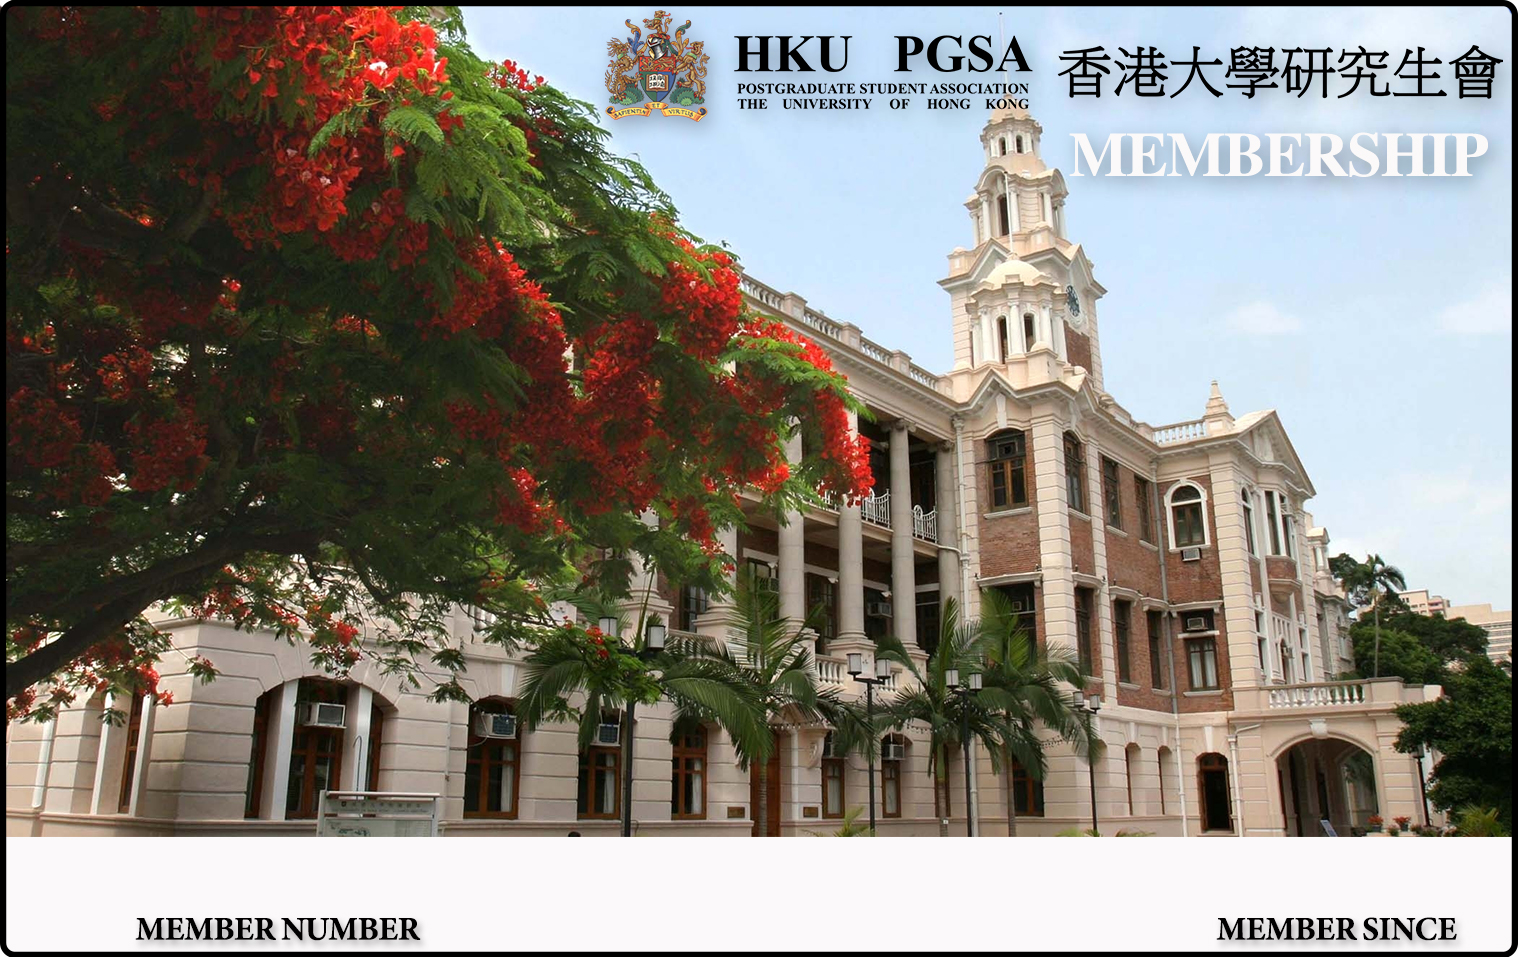 HKU PGSA
POSTGRADUATE STUDENT ASSOCIATION
THE UNIVERSITY OF HONG KONG
SAPIENTIA ET VIRTUS
香港大學研究生會
MEMBERSHIP
MEMBER NUMBER
MEMBER SINCE